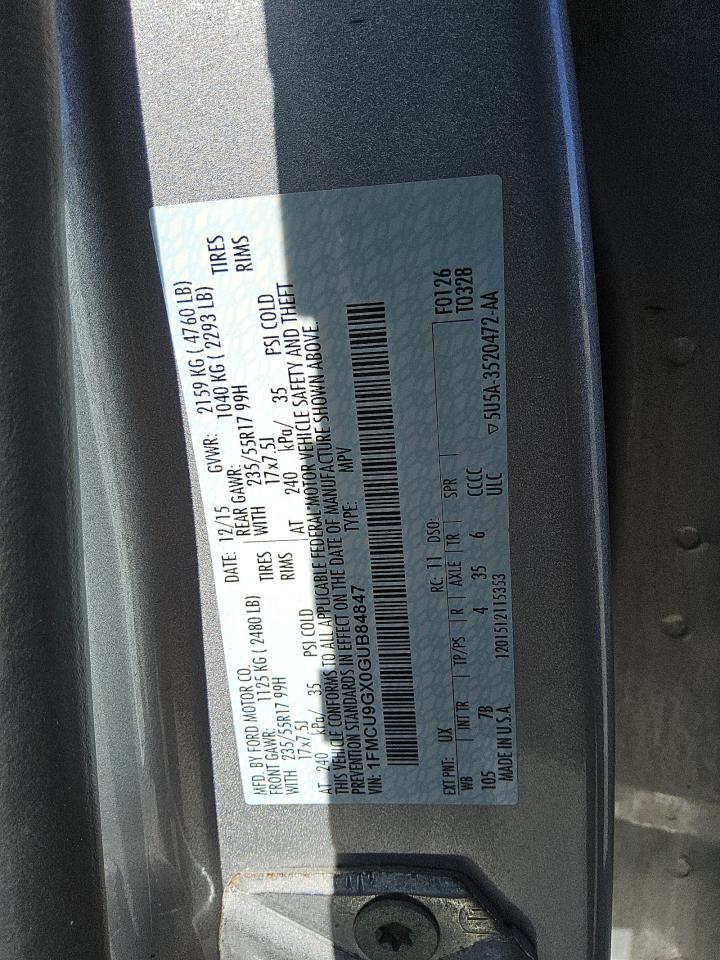 MFD. BY FORD MOTOR CO.
DATE: 12/15 GVWR: 2159 KG ( 4760 LB)
FRONT GAWR: 1125 KG ( 2480 LB) REAR GAWR: 1040 KG ( 2293 LB)
WITH 235/55R17 99H TIRES WITH 235/55R17 99H TIRES
17x7.5J RIMS 17x7.5J RIMS
AT 240 kPa/ 35 PSI COLD AT 240 kPa/ 35 PSI COLD
THIS VEHICLE CONFORMS TO ALL APPLICABLE FEDERAL MOTOR VEHICLE SAFETY AND THEFT
PREVENTION STANDARDS IN EFFECT ON THE DATE OF MANUFACTURE SHOWN ABOVE.
VIN: 1FMCU9GX0GUB84847 TYPE: MPV
F0126
EXT PNT: UX RC: 11 DSO: T0328
WB INT TR TP/PS R AXLE TR SPR
105 7B 4 35 6 CCCC
MADE IN U.S.A. 1201512115353 ULC ▽5U5A-3520472-AA